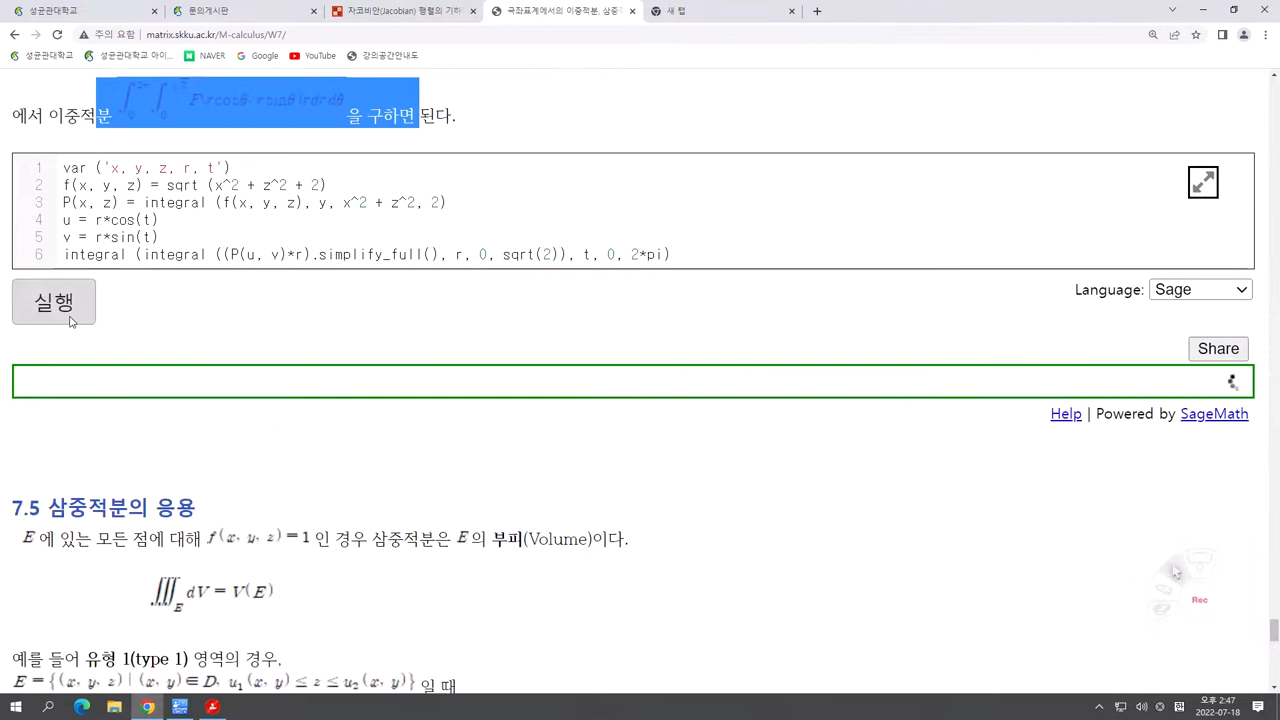 성균관대학교
문의게시판
자코비안(Jacobian) 행렬의 기하
극좌표계에서의 이중적분, 삼중
새 탭
주의 요함
matrix.skku.ac.kr/M-calculus/W7/
성균관대학교
성균관대학교 아이...
NAVER
Google
YouTube
강의공간안내도
에서 이중적분 을 구하면 된다.
1 var ('x, y, z, r, t')
2 f(x, y, z) = sqrt (x^2 + z^2 + 2)
3 P(x, z) = integral (f(x, y, z), y, x^2 + z^2, 2)
4 u = r*cos(t)
5 v = r*sin(t)
6 integral (integral ((P(u, v)*r).simplify_full(), r, 0, sqrt(2)), t, 0, 2*pi)
실행
Language: Sage
Share
Help | Powered by SageMath
7.5 삼중적분의 응용
E 에 있는 모든 점에 대해 f(x, y, z)=1 인 경우 삼중적분은 E의 부피(Volume)이다.
∭_E dV = V(E)
Rec
예를 들어 유형 1(type 1) 영역의 경우,
E={(x, y, z) | (x, y)∈D, u₁(x, y)≤z≤u₂(x, y)} 일 때
오후 2:47
2022-07-18